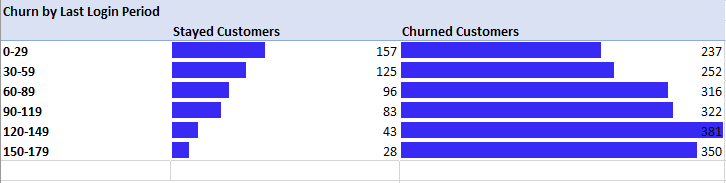 Churn by Last Login Period
Stayed Customers Churned Customers
0-29 157 237
30-59 125 252
60-89 96 316
90-119 83 322
120-149 43 381
150-179 28 350